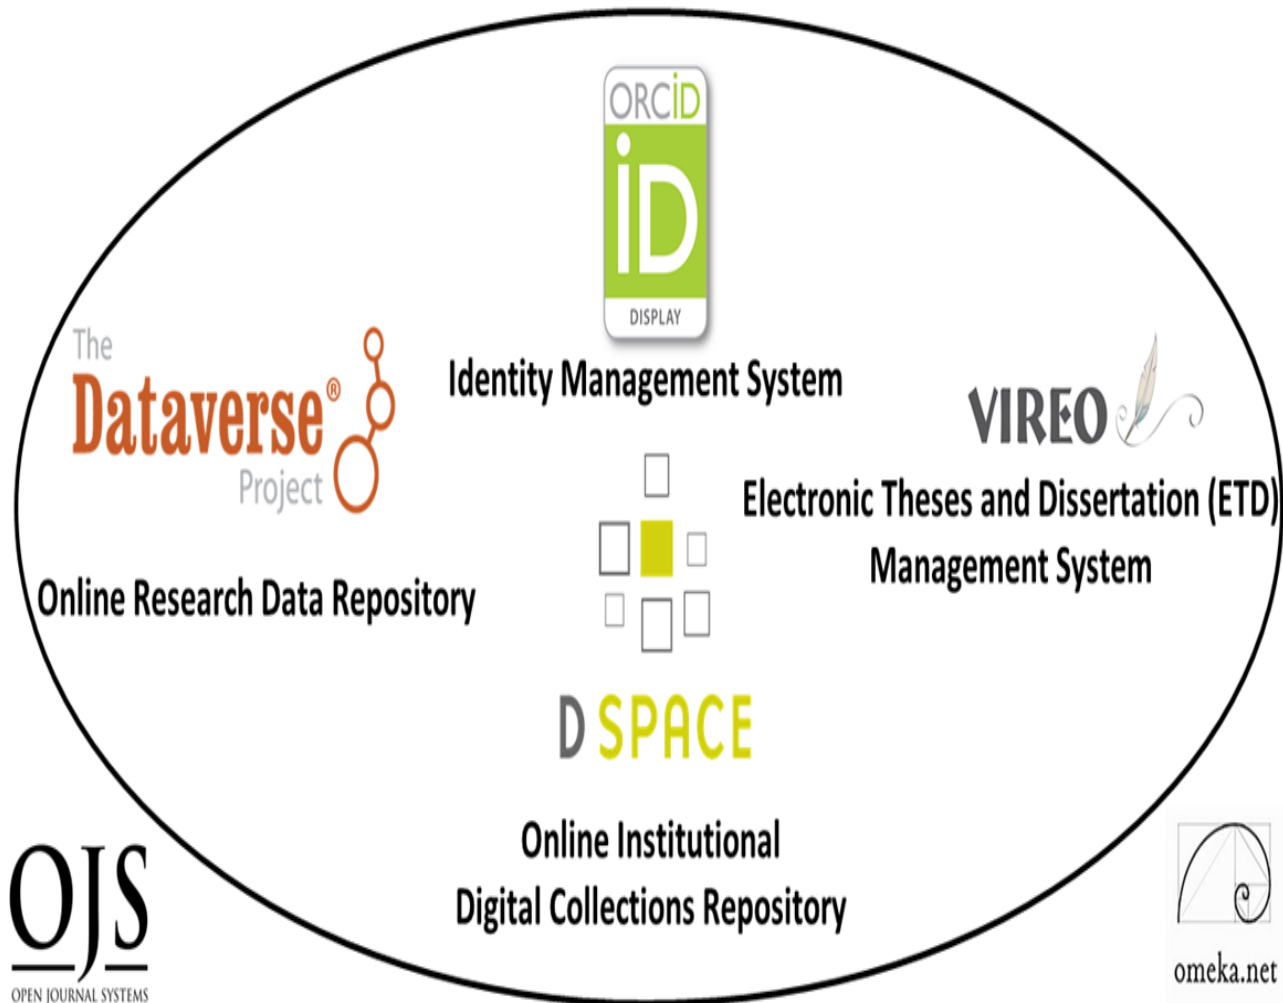 ORCiD
iD
DISPLAY
Identity Management System
The
Dataverse®
Project
Online Research Data Repository
VIREO
Electronic Theses and Dissertation (ETD)
Management System
D SPACE
Online Institutional
Digital Collections Repository
OJS
OPEN JOURNAL SYSTEMS
omeka.net